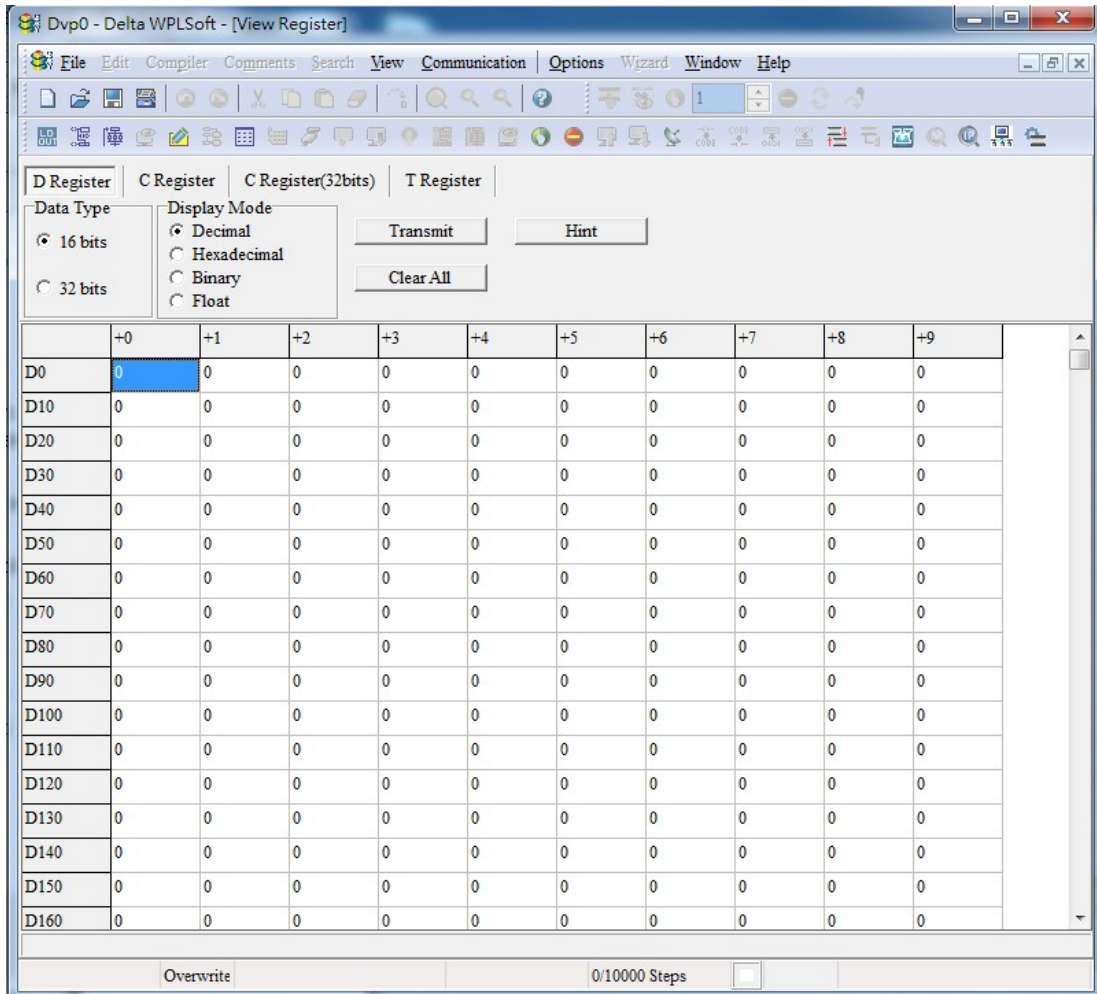 Dvp0 - Delta WPLSoft - [View Register]
File Edit Compiler Comments Search View Communication Options Wizard Window Help
1
D Register C Register C Register(32bits) T Register
Data Type Display Mode
16 bits Decimal Transmit Hint
Hexadecimal
32 bits Binary Clear All
Float
+0 +1 +2 +3 +4 +5 +6 +7 +8 +9
D0 0 0 0 0 0 0 0 0 0 0
D10 0 0 0 0 0 0 0 0 0 0
D20 0 0 0 0 0 0 0 0 0 0
D30 0 0 0 0 0 0 0 0 0 0
D40 0 0 0 0 0 0 0 0 0 0
D50 0 0 0 0 0 0 0 0 0 0
D60 0 0 0 0 0 0 0 0 0 0
D70 0 0 0 0 0 0 0 0 0 0
D80 0 0 0 0 0 0 0 0 0 0
D90 0 0 0 0 0 0 0 0 0 0
D100 0 0 0 0 0 0 0 0 0 0
D110 0 0 0 0 0 0 0 0 0 0
D120 0 0 0 0 0 0 0 0 0 0
D130 0 0 0 0 0 0 0 0 0 0
D140 0 0 0 0 0 0 0 0 0 0
D150 0 0 0 0 0 0 0 0 0 0
D160 0 0 0 0 0 0 0 0 0 0
Overwrite 0/10000 Steps